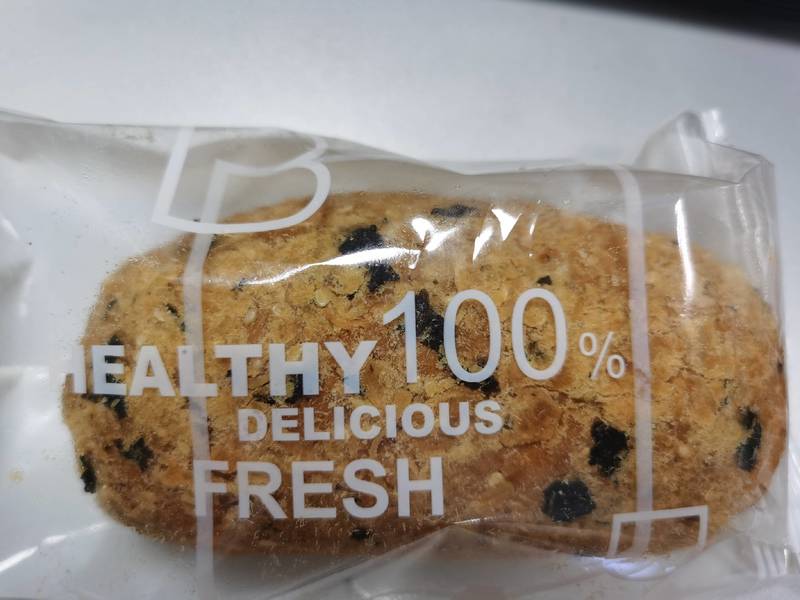 B
HEALTHY 100%
DELICIOUS
FRESH